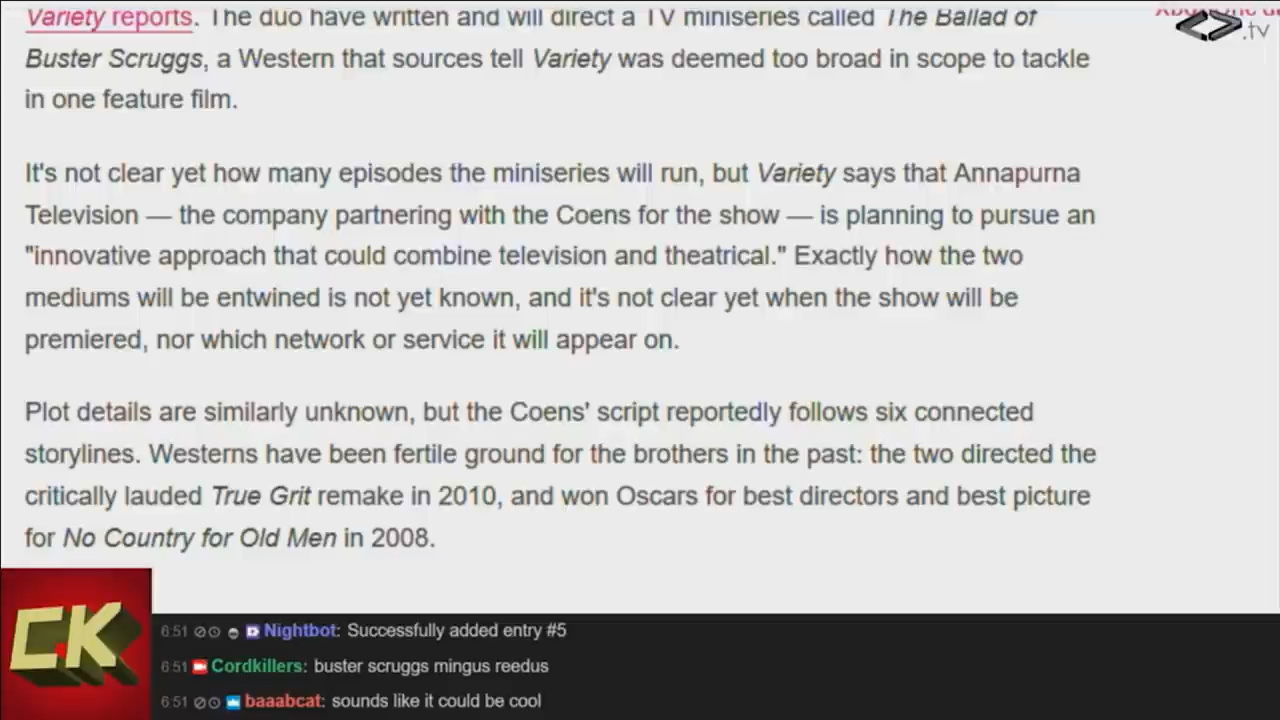 Variety reports. The duo have written and will direct a TV miniseries called The Ballad of
Buster Scruggs, a Western that sources tell Variety was deemed too broad in scope to tackle
in one feature film.
It's not clear yet how many episodes the miniseries will run, but Variety says that Annapurna
Television — the company partnering with the Coens for the show — is planning to pursue an
"innovative approach that could combine television and theatrical." Exactly how the two
mediums will be entwined is not yet known, and it's not clear yet when the show will be
premiered, nor which network or service it will appear on.
Plot details are similarly unknown, but the Coens' script reportedly follows six connected
storylines. Westerns have been fertile ground for the brothers in the past: the two directed the
critically lauded True Grit remake in 2010, and won Oscars for best directors and best picture
for No Country for Old Men in 2008.
.tv
C.K
6:51 Nightbot: Successfully added entry #5
6:51 Cordkillers: buster scruggs mingus reedus
6:51 baaabcat: sounds like it could be cool